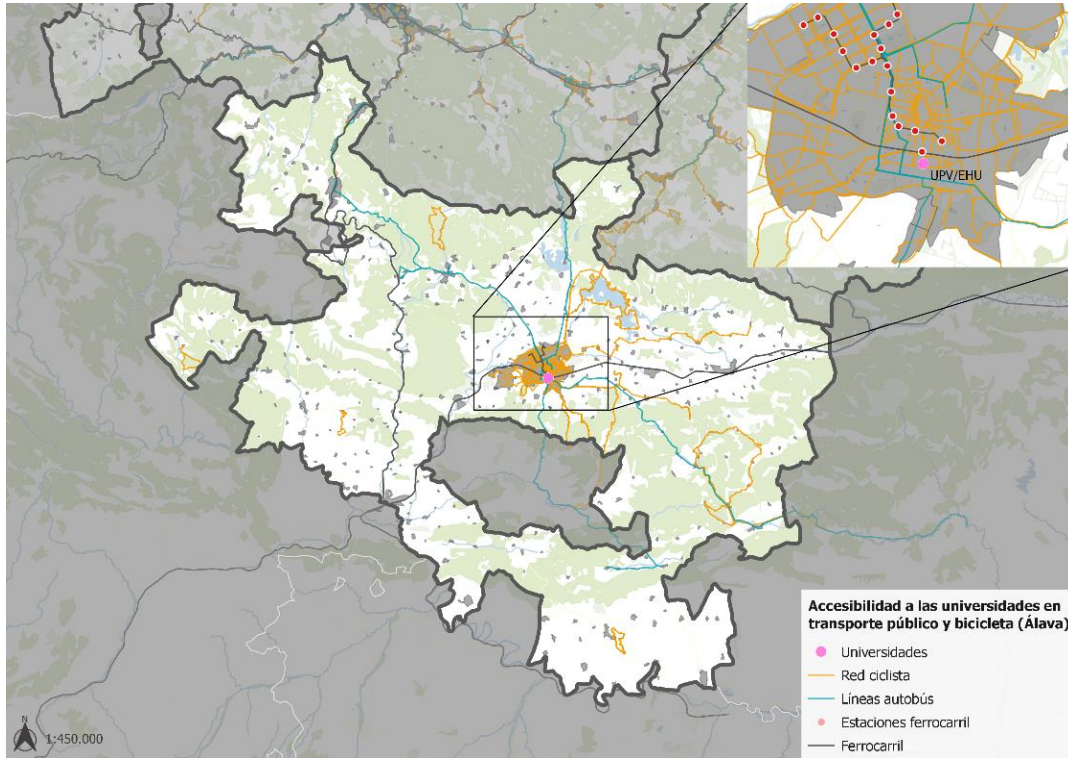 UPV/EHU
Accesibilidad a las universidades en
transporte público y bicicleta (Álava)
Universidades
Red ciclista
Líneas autobús
Estaciones ferrocarril
Ferrocarril
N
1:450.000